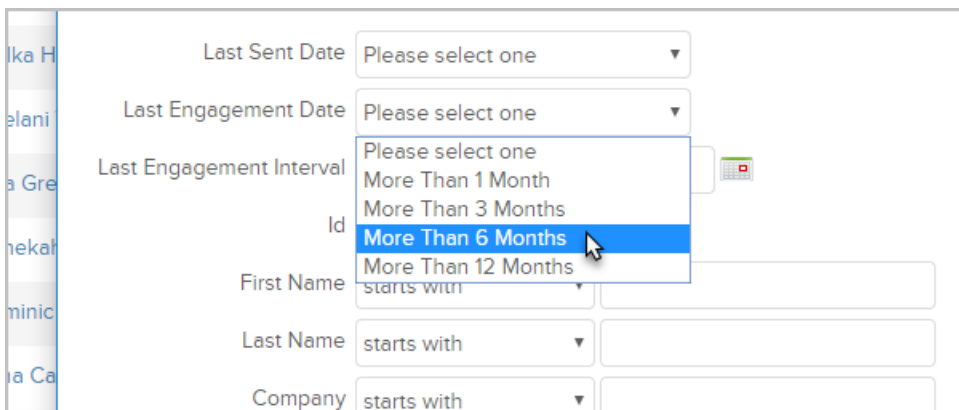 Last Sent Date Please select one
Last Engagement Date Please select one
Please select one
Last Engagement Interval
More Than 1 Month
More Than 3 Months
Id
More Than 6 Months
More Than 12 Months
First Name starts with
Last Name starts with
Company starts with